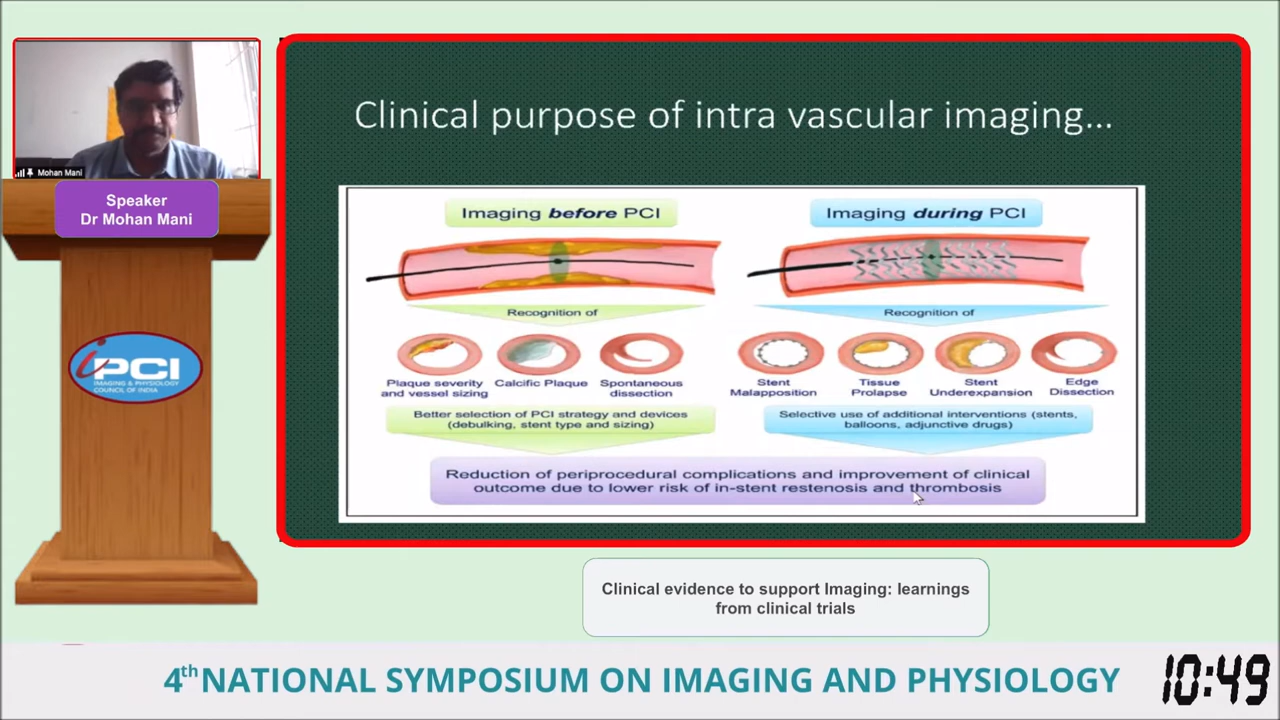 Mohan Mani
Speaker
Dr Mohan Mani
iPCI
IMAGING & PHYSIOLOGY
COUNCIL OF INDIA
Clinical purpose of intra vascular imaging...
Imaging before PCI
Recognition of
Plaque severity
and vessel sizing
Calcific Plaque
Spontaneous
dissection
Better selection of PCI strategy and devices
(debulking, stent type and sizing)
Imaging during PCI
Recognition of
Stent
Malapposition
Tissue
Prolapse
Stent
Underexpansion
Edge
Dissection
Selective use of additional interventions (stents,
balloons, adjunctive drugs)
Reduction of periprocedural complications and improvement of clinical
outcome due to lower risk of in-stent restenosis and thrombosis
Clinical evidence to support Imaging: learnings
from clinical trials
4th NATIONAL SYMPOSIUM ON IMAGING AND PHYSIOLOGY
10:49